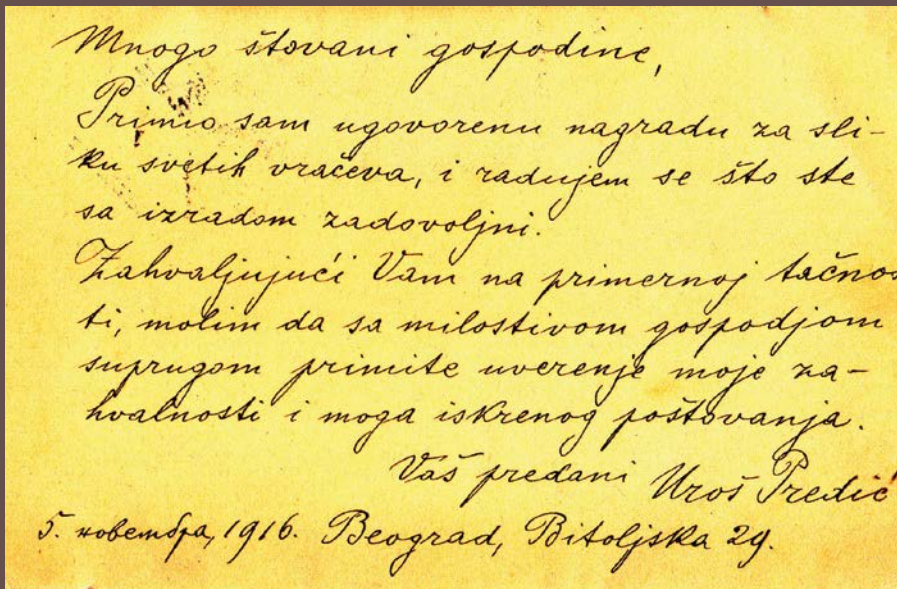 Mnogo štovani gospodine,
Primio sam ugovorenu nagradu za sli-
ku svetih vračeva, i radujem se što ste
sa izradom zadovoljni.
Zahvaljujući Vam na primernoj tačnos
ti, molim da sa milostivom gospodjom
suprugom primite uverenje moje za-
hvalnosti i moga iskrenog poštovanja.
Vaš predani Uroš Predić
5. новембра, 1916. Beograd, Bitoljska 29.